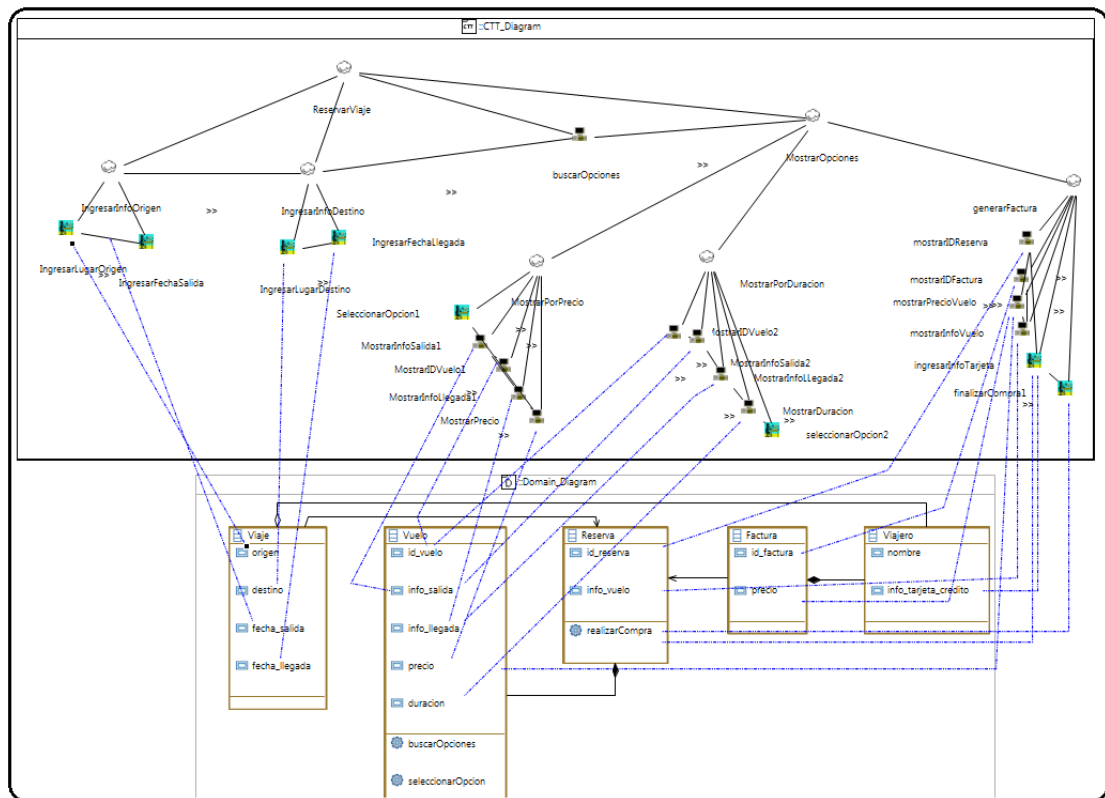 CTT ::CTT_Diagram
ReservarViaje
buscarOpciones
>>
MostrarOpciones
IngresarInfoOrigen
>>
IngresarInfoDestino
>>
generarFactura
IngresarLugarOrigen
>>
IngresarFechaSalida
IngresarLugarDestino
>>
IngresarFechaLlegada
mostrarIDReserva
mostrarIDFactura
>>
mostrarPrecioVuelo
>>
>>
mostrarInfoVuelo
>>
ingresarInfoTarjeta
finalizarCompra1
>>
MostrarPorPrecio
SeleccionarOpcion1
MostrarInfoSalida1
>>
>>
MostrarIDVuelo1
MostrarInfoLlegada1
>>
MostrarPrecio
>>
MostrarPorDuracion
MostrarIDVuelo2
>>
MostrarInfoSalida2
>>
MostrarInfoLLegada2
>>
MostrarDuracion
>>
seleccionarOpcion2
D ::Domain_Diagram
Viaje
origen
destino
fecha_salida
fecha_llegada
Vuelo
id_vuelo
info_salida
info_llegada
precio
duracion
buscarOpciones
seleccionarOpcion
Reserva
id_reserva
info_vuelo
realizarCompra
Factura
id_factura
precio
Viajero
nombre
info_tarjeta_credito